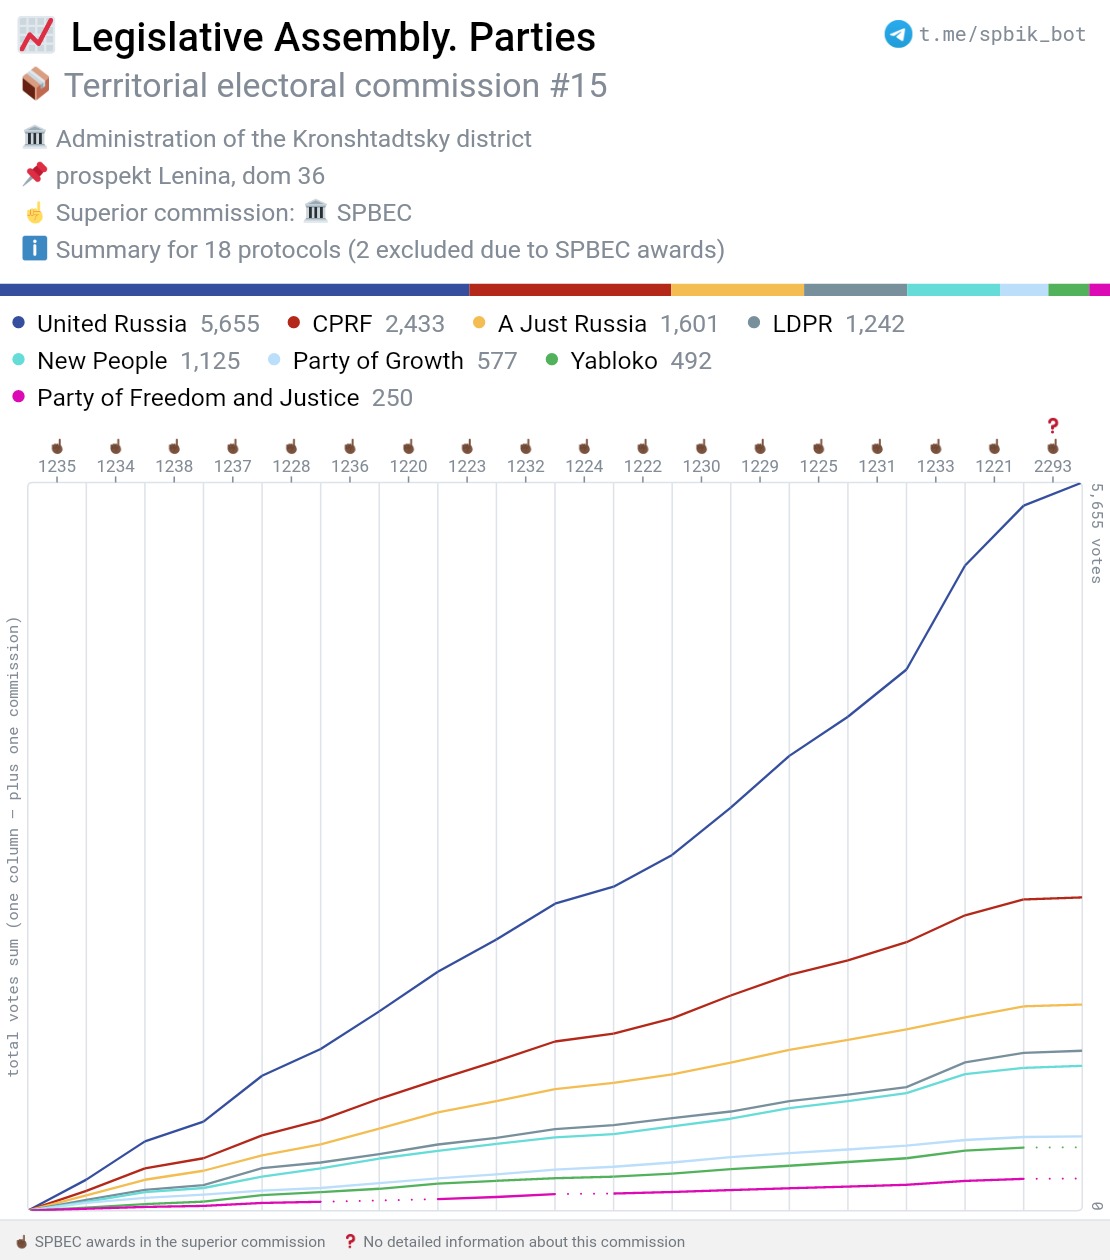 Legislative Assembly. Parties
t.me/spbik_bot
Territorial electoral commission #15
Administration of the Kronshtadtsky district
prospekt Lenina, dom 36
Superior commission: SPBEC
Summary for 18 protocols (2 excluded due to SPBEC awards)
United Russia 5,655 CPRF 2,433 A Just Russia 1,601 LDPR 1,242
New People 1,125 Party of Growth 577 Yabloko 492
Party of Freedom and Justice 250
?
1235 1234 1238 1237 1228 1236 1220 1223 1232 1224 1222 1230 1229 1225 1231 1233 1221 2293
5,655 votes
total votes sum (one column – plus one commission)
0
SPBEC awards in the superior commission ? No detailed information about this commission